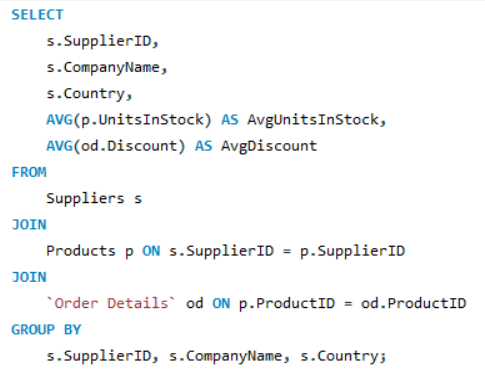 SELECT
    s.SupplierID,
    s.CompanyName,
    s.Country,
    AVG(p.UnitsInStock) AS AvgUnitsInStock,
    AVG(od.Discount) AS AvgDiscount
FROM
    Suppliers s
JOIN
    Products p ON s.SupplierID = p.SupplierID
JOIN
    `Order Details` od ON p.ProductID = od.ProductID
GROUP BY
    s.SupplierID, s.CompanyName, s.Country;